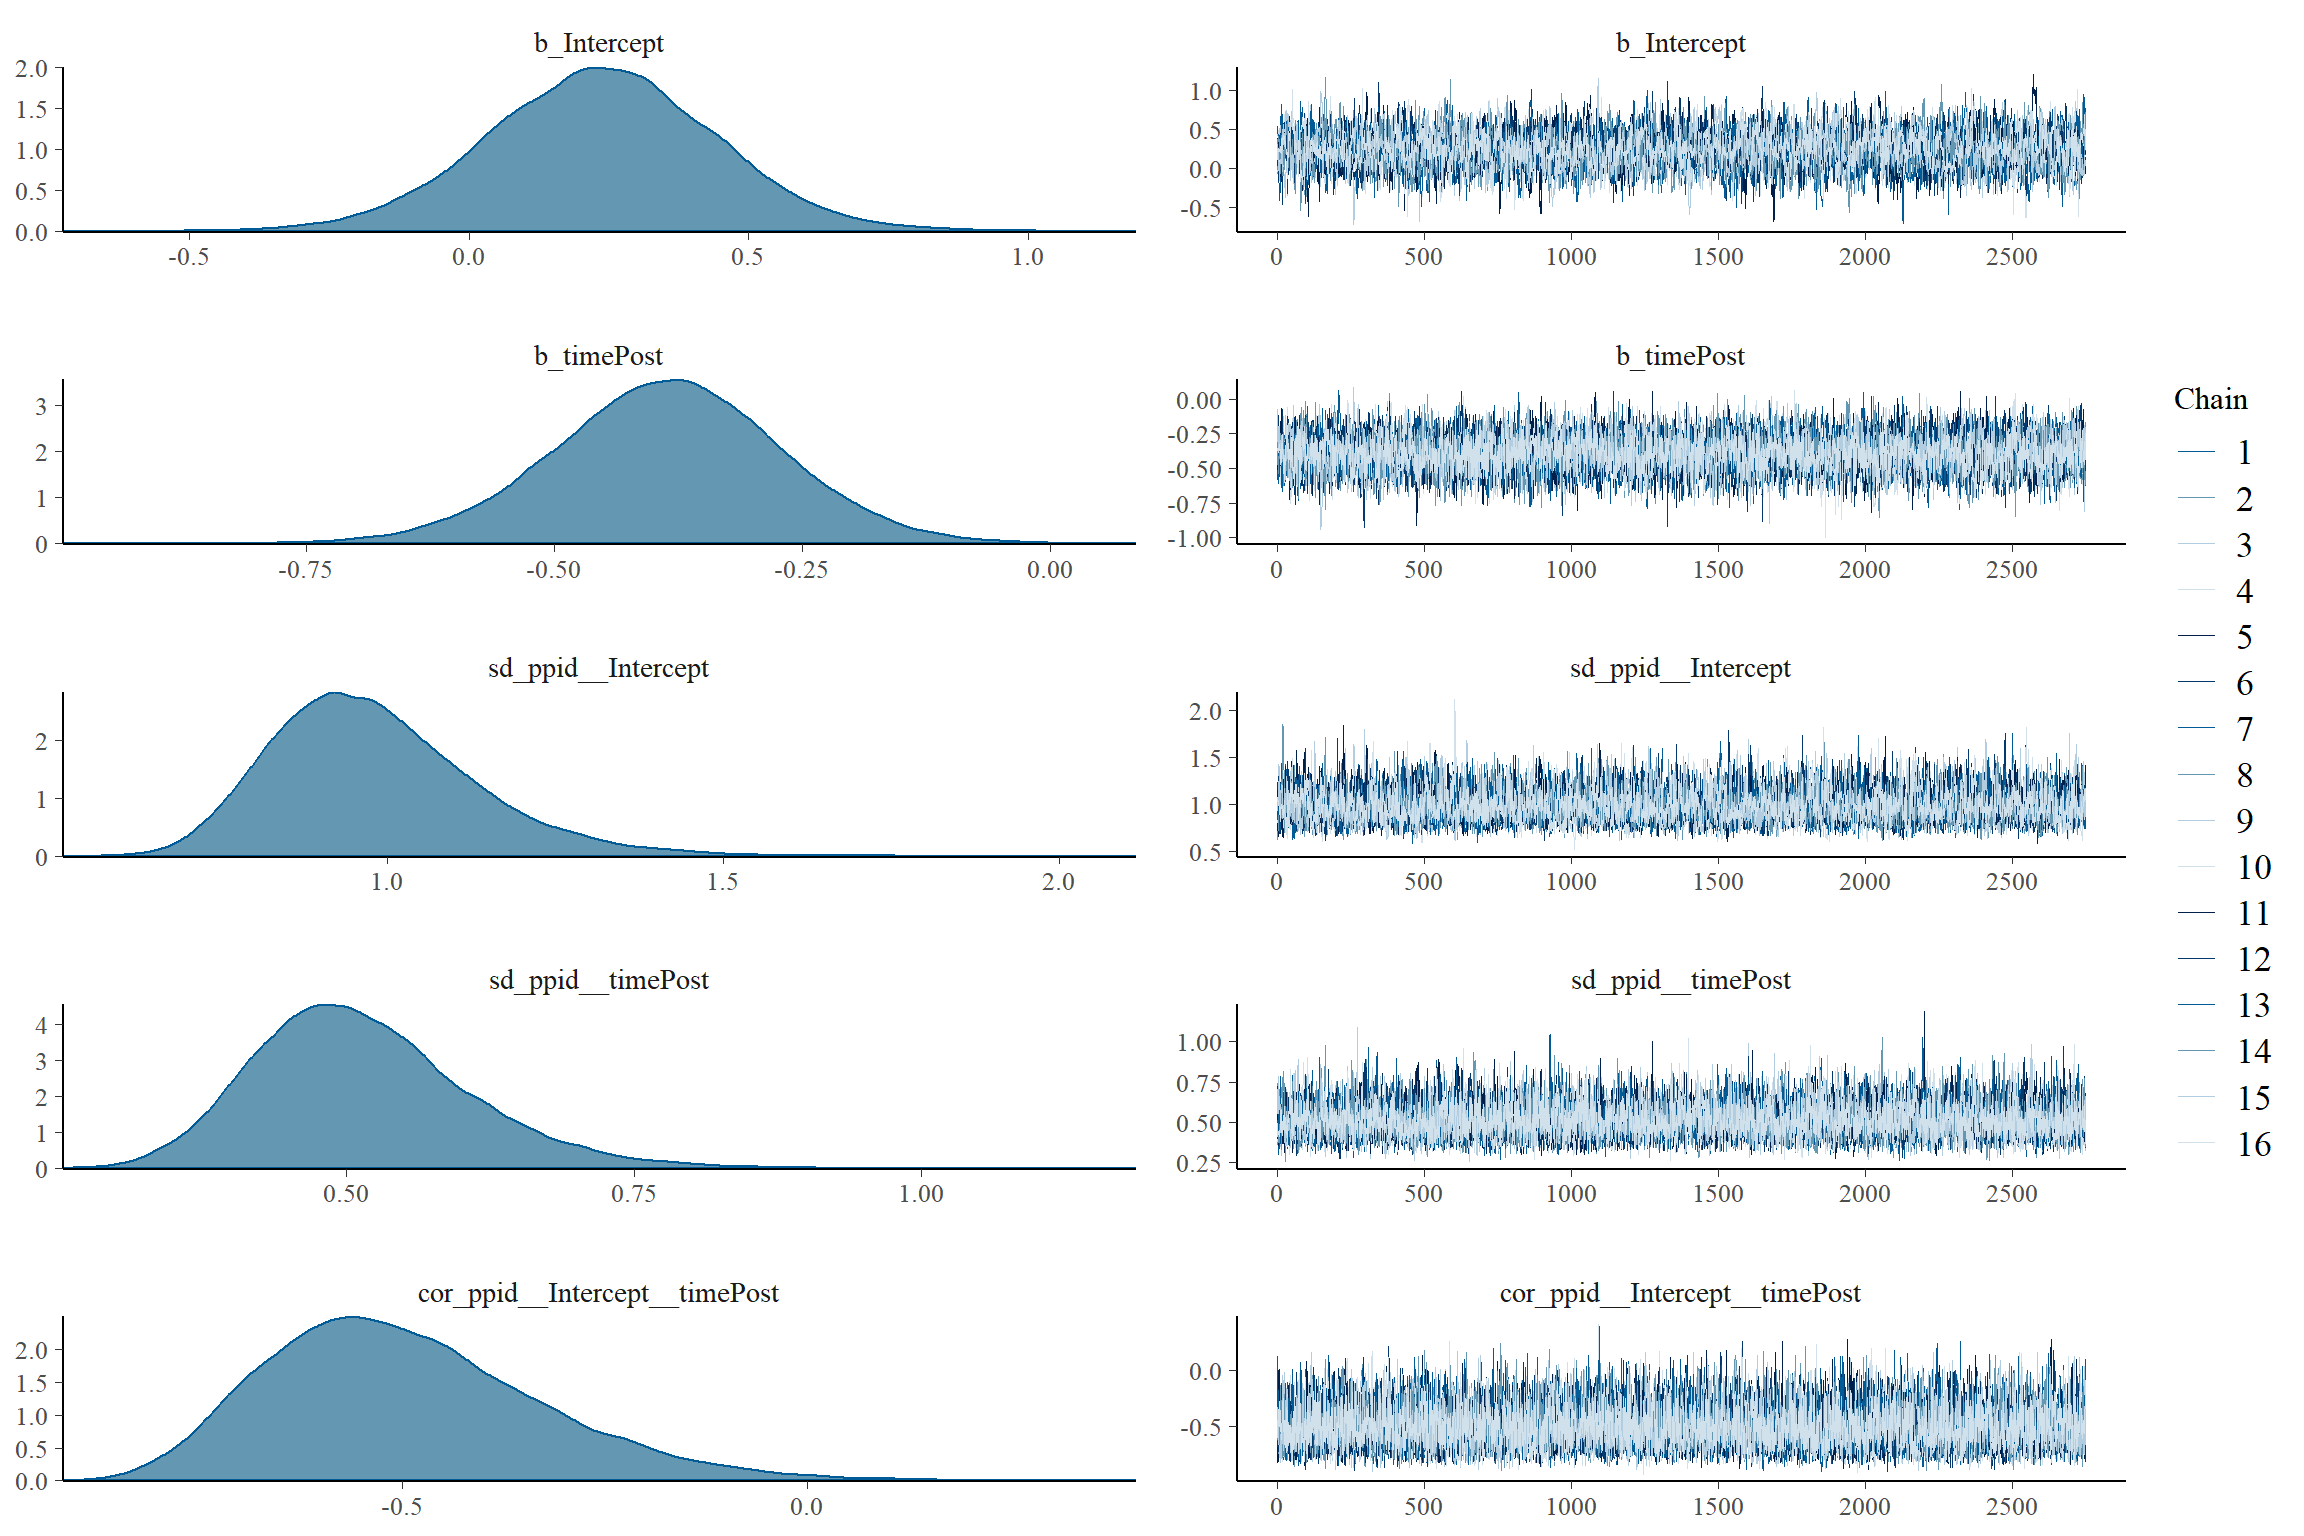 b_Intercept
2.0
1.5
1.0
0.5
0.0
-0.5 0.0 0.5 1.0
b_Intercept
1.0
0.5
0.0
-0.5
0 500 1000 1500 2000 2500
b_timePost
3
2
1
0
-0.75 -0.50 -0.25 0.00
b_timePost
0.00
-0.25
-0.50
-0.75
-1.00
0 500 1000 1500 2000 2500
sd_ppid__Intercept
2
1
0
1.0 1.5 2.0
sd_ppid__Intercept
2.0
1.5
1.0
0.5
0 500 1000 1500 2000 2500
sd_ppid__timePost
4
3
2
1
0
0.50 0.75 1.00
sd_ppid__timePost
1.00
0.75
0.50
0.25
0 500 1000 1500 2000 2500
cor_ppid__Intercept__timePost
2.0
1.5
1.0
0.5
0.0
-0.5 0.0
cor_ppid__Intercept__timePost
0.0
-0.5
0 500 1000 1500 2000 2500
Chain
1
2
3
4
5
6
7
8
9
10
11
12
13
14
15
16